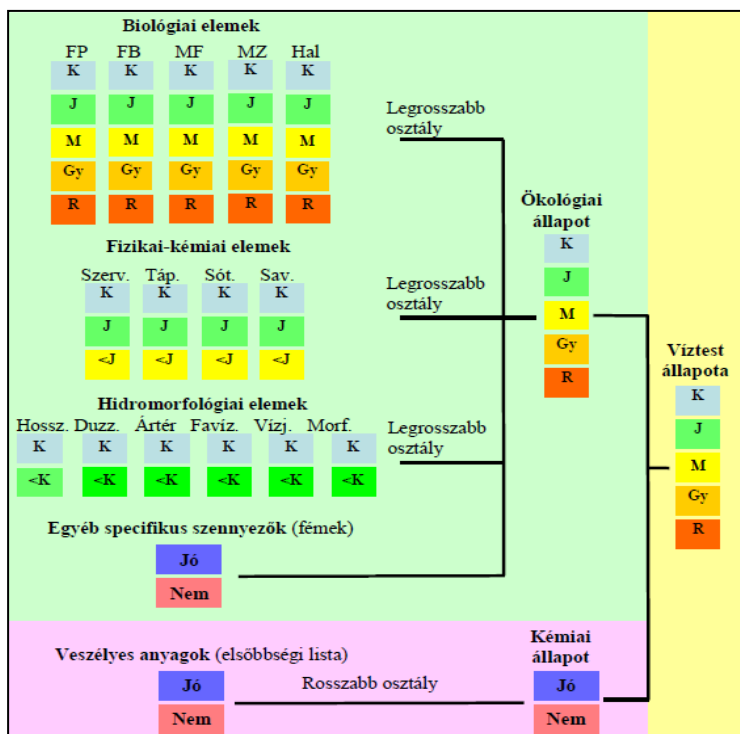 Biológiai elemek
FP FB MF MZ Hal
K K K K K
J J J J J
M M M M M
Gy Gy Gy Gy Gy
R R R R R
Legrosszabb
osztály
Fizikai-kémiai elemek
Szerv. Táp. Sót. Sav.
K K K K
J J J J
<J <J <J <J
Legrosszabb
osztály
Hidromorfológiai elemek
Hossz. Duzz. Ártér Favíz. Vízj. Morf.
K K K K K K
<K <K <K <K <K <K
Legrosszabb
osztály
Egyéb specifikus szennyezők (fémek)
Jó
Nem
Ökológiai
állapot
K
J
M
Gy
R
Veszélyes anyagok (elsőbbségi lista)
Jó
Nem
Rosszabb osztály
Kémiai
állapot
Jó
Nem
Víztest
állapota
K
J
M
Gy
R